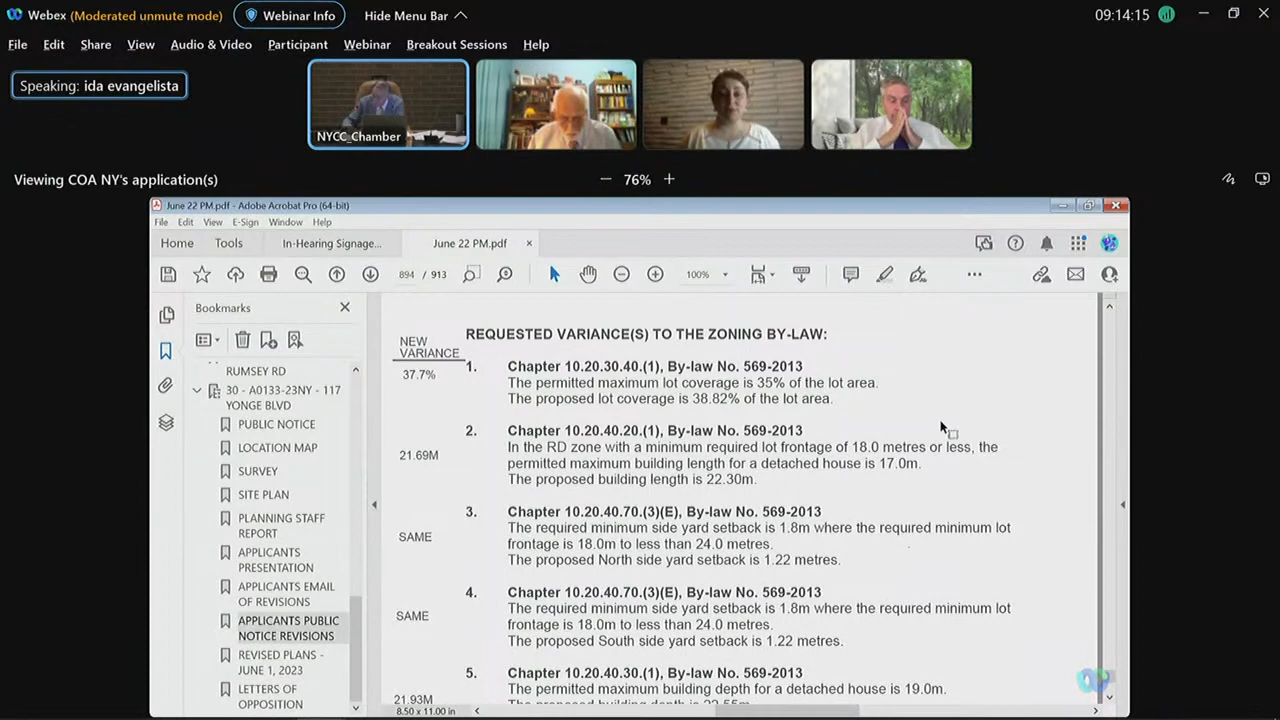 Webex (Moderated unmute mode) Webinar Info Hide Menu Bar 09:14:15
File Edit Share View Audio & Video Participant Webinar Breakout Sessions Help
Speaking: ida evangelista
NYCC_Chamber
Viewing COA NY's application(s) 76%
June 22 PM.pdf - Adobe Acrobat Pro (64-bit)
File Edit View E-Sign Window Help
Home Tools In-Hearing Signage... June 22 PM.pdf ×
894 / 913 100%
Bookmarks
RUMSEY RD
30 - A0133-23NY - 117
YONGE BLVD
PUBLIC NOTICE
LOCATION MAP
SURVEY
SITE PLAN
PLANNING STAFF
REPORT
APPLICANTS
PRESENTATION
APPLICANTS EMAIL
OF REVISIONS
APPLICANTS PUBLIC
NOTICE REVISIONS
REVISED PLANS -
JUNE 1, 2023
LETTERS OF
OPPOSITION
REQUESTED VARIANCE(S) TO THE ZONING BY-LAW:
NEW
VARIANCE
37.7%
1. Chapter 10.20.30.40.(1), By-law No. 569-2013
The permitted maximum lot coverage is 35% of the lot area.
The proposed lot coverage is 38.82% of the lot area.
21.69M
2. Chapter 10.20.40.20.(1), By-law No. 569-2013
In the RD zone with a minimum required lot frontage of 18.0 metres or less, the
permitted maximum building length for a detached house is 17.0m.
The proposed building length is 22.30m.
SAME
3. Chapter 10.20.40.70.(3)(E), By-law No. 569-2013
The required minimum side yard setback is 1.8m where the required minimum lot
frontage is 18.0m to less than 24.0 metres.
The proposed North side yard setback is 1.22 metres.
SAME
4. Chapter 10.20.40.70.(3)(E), By-law No. 569-2013
The required minimum side yard setback is 1.8m where the required minimum lot
frontage is 18.0m to less than 24.0 metres.
The proposed South side yard setback is 1.22 metres.
21.93M
5. Chapter 10.20.40.30.(1), By-law No. 569-2013
The permitted maximum building depth for a detached house is 19.0m.
The proposed building depth is 22.55m.
8.50 x 11.00 in